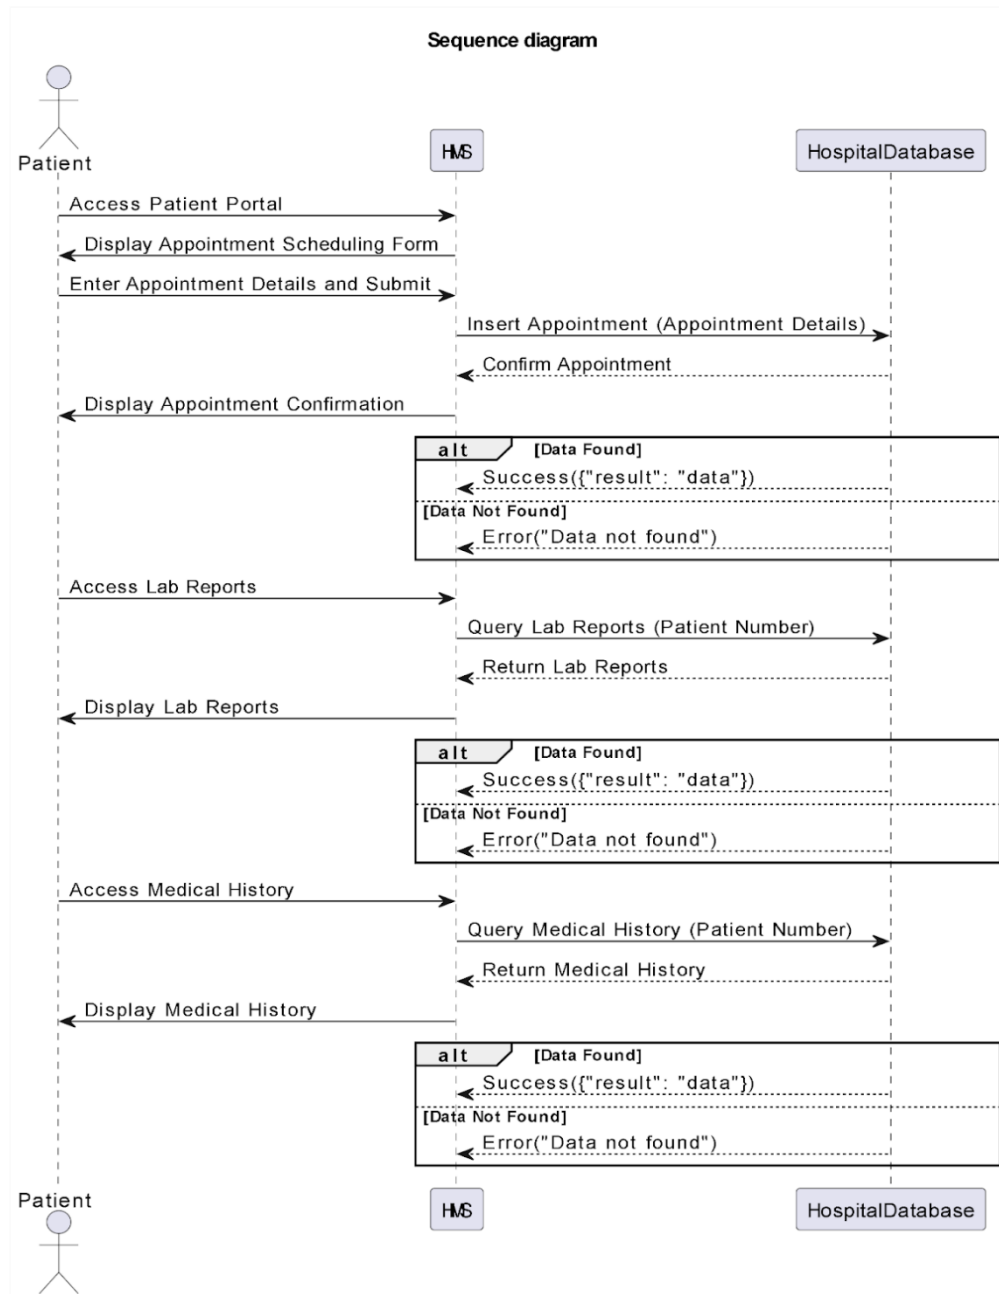 Sequence diagram
Patient
HMS
HospitalDatabase
Access Patient Portal
Display Appointment Scheduling Form
Enter Appointment Details and Submit
Insert Appointment (Appointment Details)
Confirm Appointment
Display Appointment Confirmation
alt [Data Found]
Success({"result": "data"})
[Data Not Found]
Error("Data not found")
Access Lab Reports
Query Lab Reports (Patient Number)
Return Lab Reports
Display Lab Reports
alt [Data Found]
Success({"result": "data"})
[Data Not Found]
Error("Data not found")
Access Medical History
Query Medical History (Patient Number)
Return Medical History
Display Medical History
alt [Data Found]
Success({"result": "data"})
[Data Not Found]
Error("Data not found")
Patient
HMS
HospitalDatabase